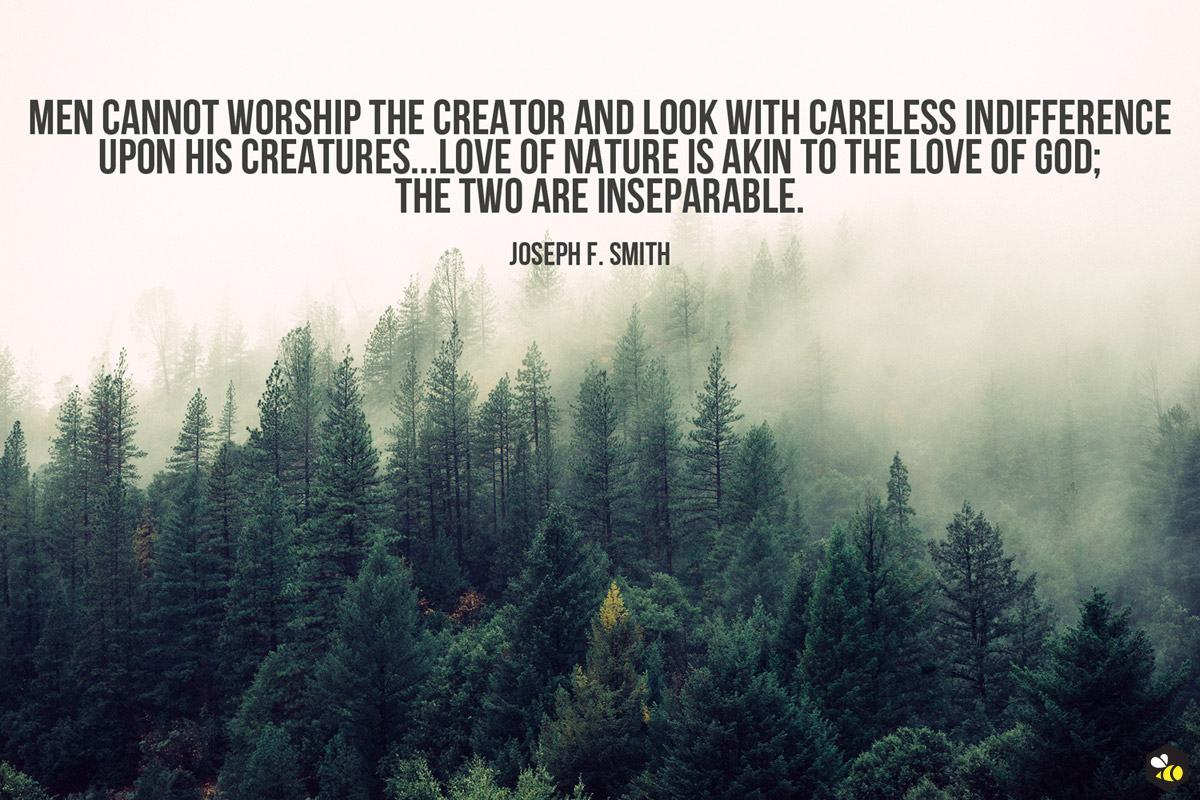 MEN CANNOT WORSHIP THE CREATOR AND LOOK WITH CARELESS INDIFFERENCE
UPON HIS CREATURES...LOVE OF NATURE IS AKIN TO THE LOVE OF GOD;
THE TWO ARE INSEPARABLE.
JOSEPH F. SMITH